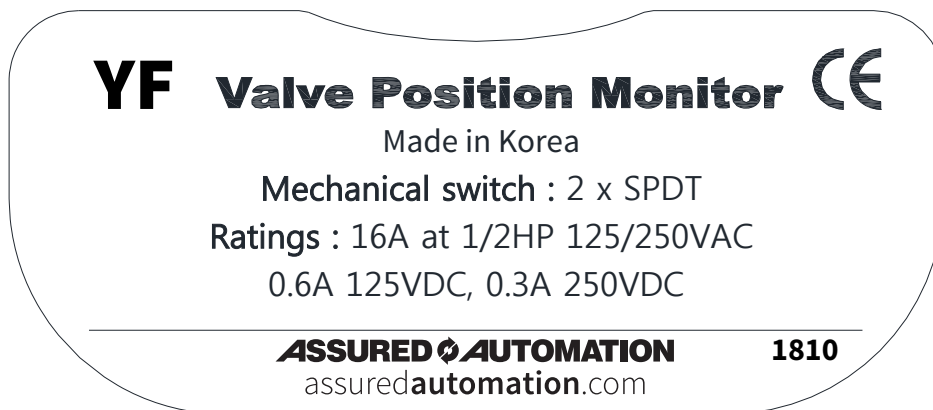 YF Valve Position Monitor CE
Made in Korea
Mechanical switch : 2 x SPDT
Ratings : 16A at 1/2HP 125/250VAC
0.6A 125VDC, 0.3A 250VDC
ASSURED AUTOMATION 1810
assuredautomation.com